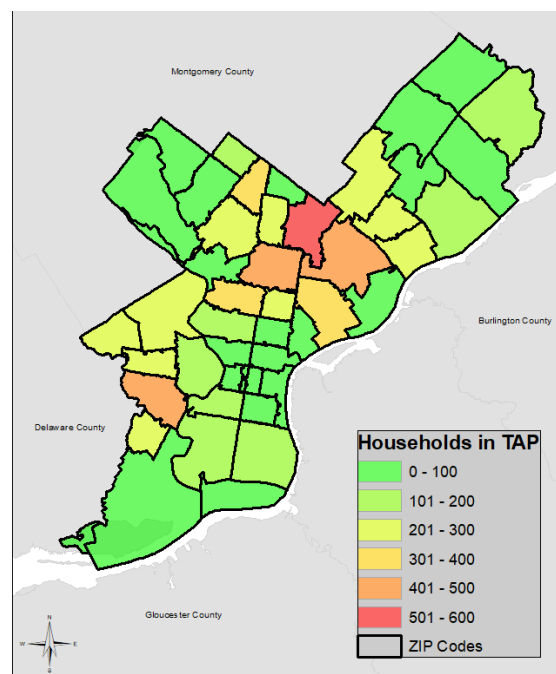 Montgomery County
Burlington County
Delaware County
Households in TAP
0 - 100
101 - 200
201 - 300
301 - 400
401 - 500
501 - 600
ZIP Codes
Gloucester County
N
W E
S